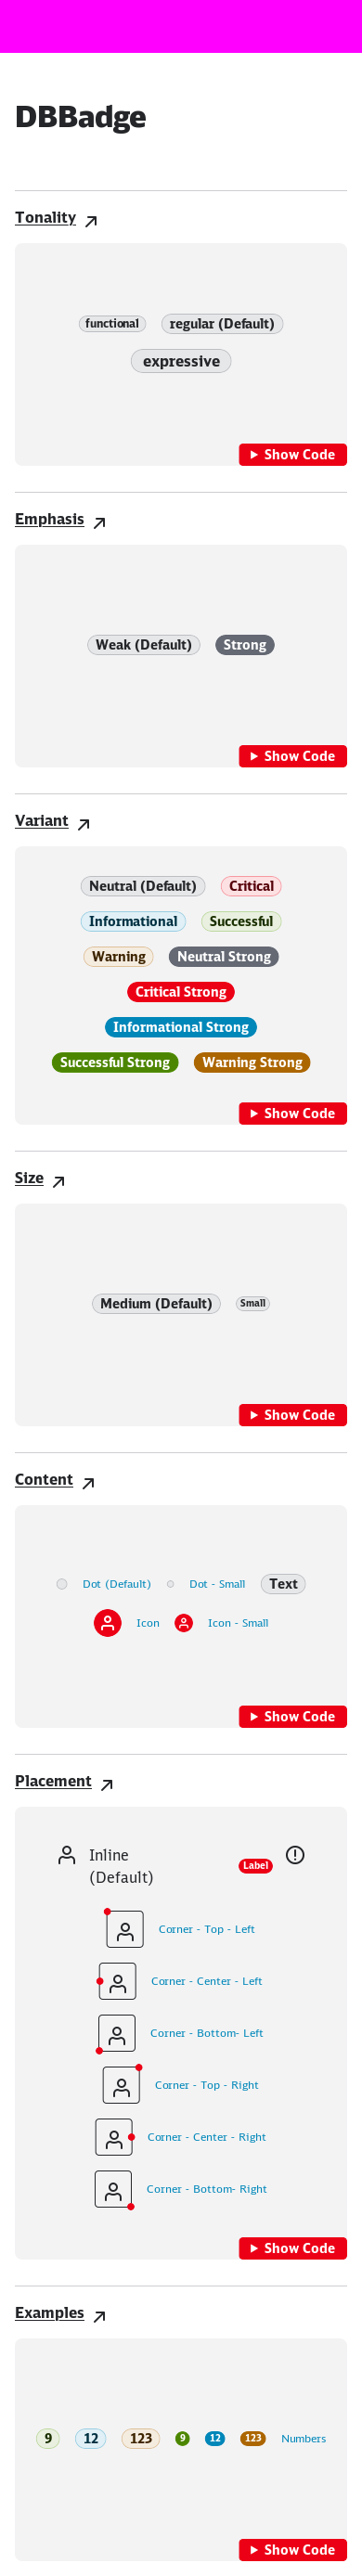 DBBadge
Tonality
functional
regular (Default)
expressive
Show Code
Emphasis
Weak (Default)
Strong
Show Code
Variant
Neutral (Default)
Critical
Informational
Successful
Warning
Neutral Strong
Critical Strong
Informational Strong
Successful Strong
Warning Strong
Show Code
Size
Medium (Default)
Small
Show Code
Content
Dot (Default)
Dot - Small
Text
Icon
Icon - Small
Show Code
Placement
Inline
(Default)
Label
Corner - Top - Left
Corner - Center - Left
Corner - Bottom- Left
Corner - Top - Right
Corner - Center - Right
Corner - Bottom- Right
Show Code
Examples
9
12
123
9
12
123
Numbers
Show Code